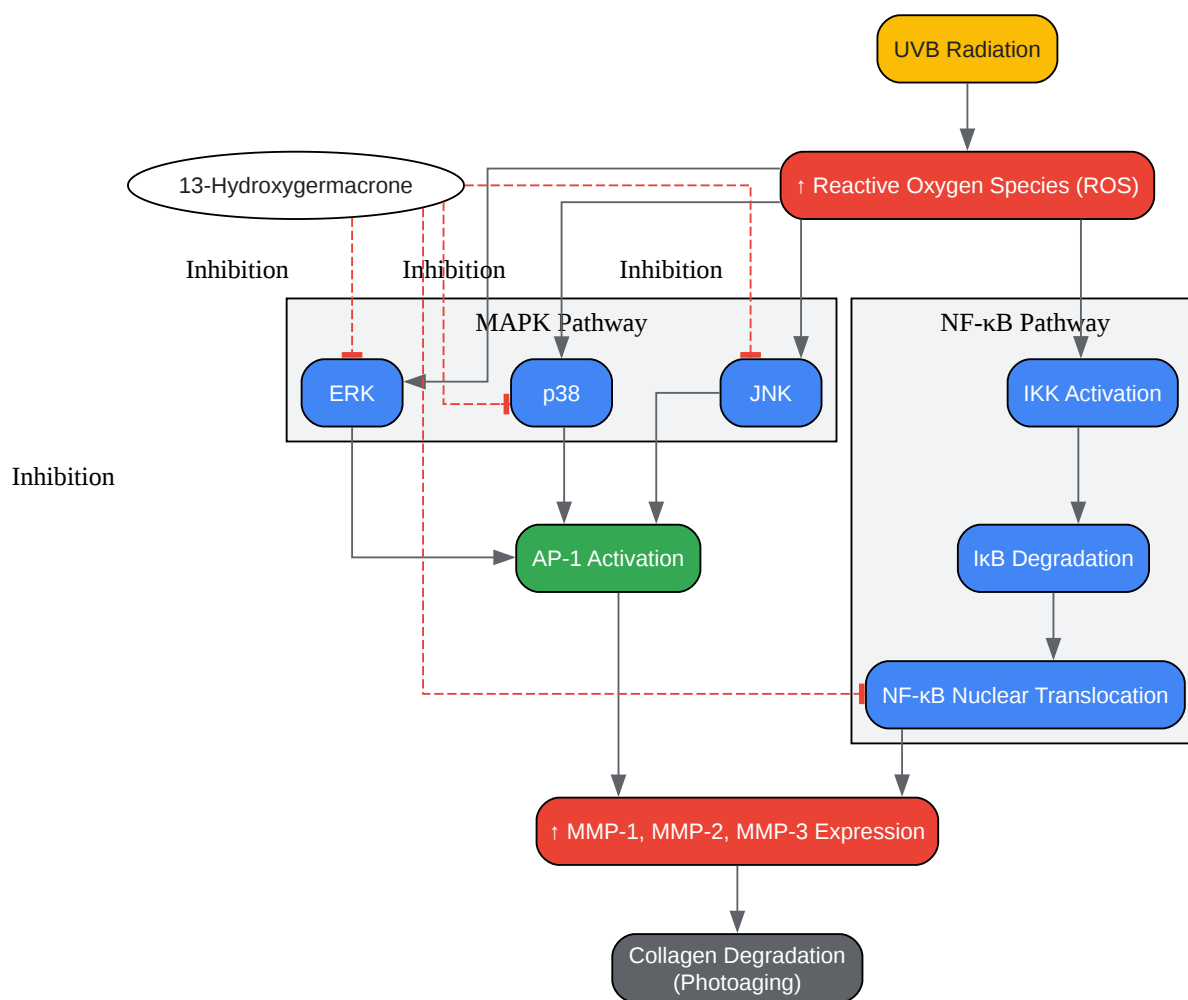 UVB Radiation
13-Hydroxygermacrone
↑ Reactive Oxygen Species (ROS)
Inhibition
Inhibition
Inhibition
MAPK Pathway
NF-κB Pathway
ERK
p38
JNK
IKK Activation
Inhibition
AP-1 Activation
IκB Degradation
NF-κB Nuclear Translocation
↑ MMP-1, MMP-2, MMP-3 Expression
Collagen Degradation
(Photoaging)